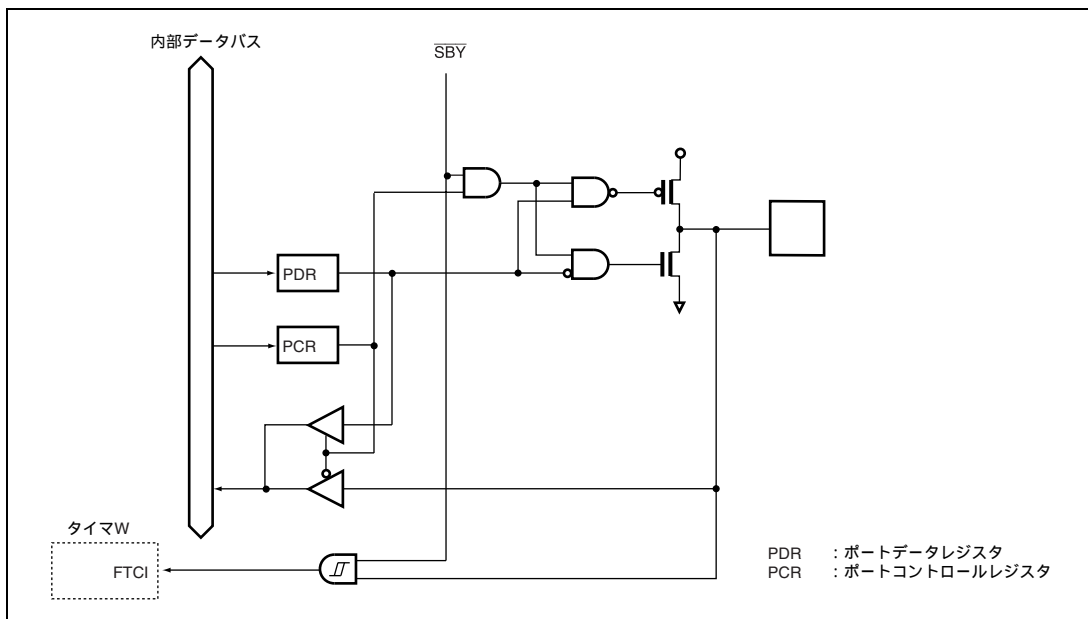 内部データバス
SBY
PDR
PCR
タイマW
FTCI
PDR :ポートデータレジスタ
PCR :ポートコントロールレジスタ